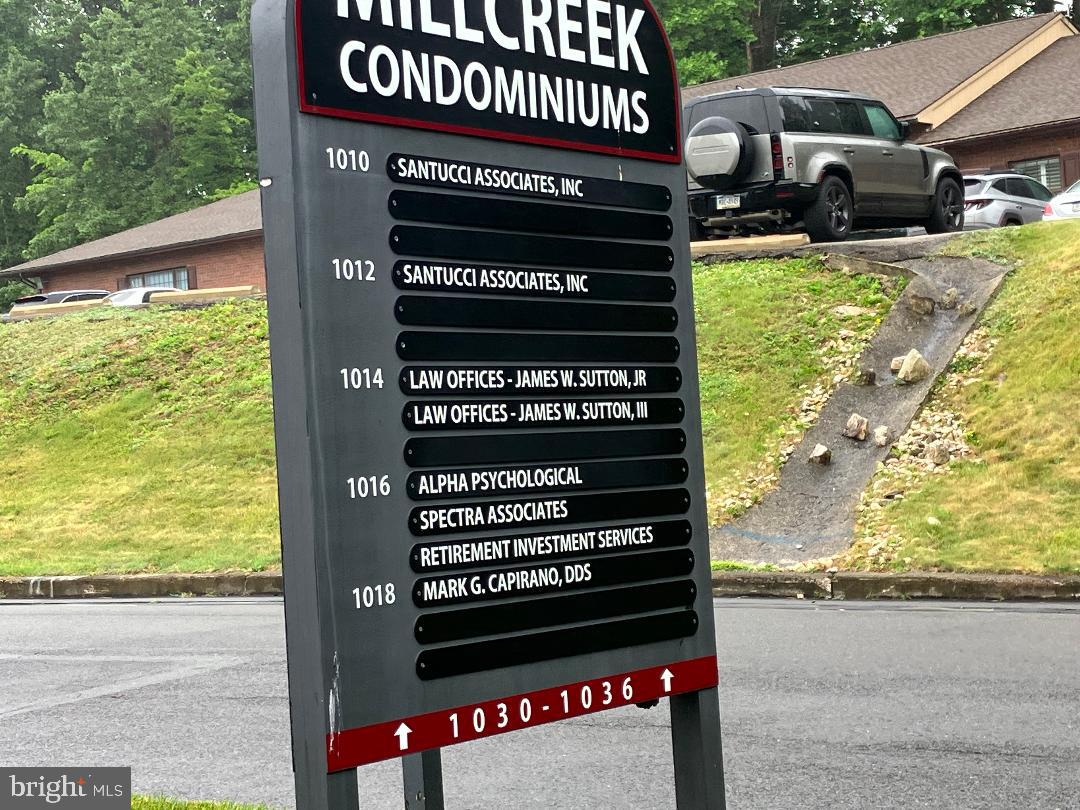 MILLCREEK
CONDOMINIUMS
1010 SANTUCCI ASSOCIATES, INC
1012 SANTUCCI ASSOCIATES, INC
1014 LAW OFFICES - JAMES W. SUTTON, JR
LAW OFFICES - JAMES W. SUTTON, III
1016 ALPHA PSYCHOLOGICAL
SPECTRA ASSOCIATES
RETIREMENT INVESTMENT SERVICES
1018 MARK G. CAPIRANO, DDS
↑ 1030 - 1036 ↑
bright MLS